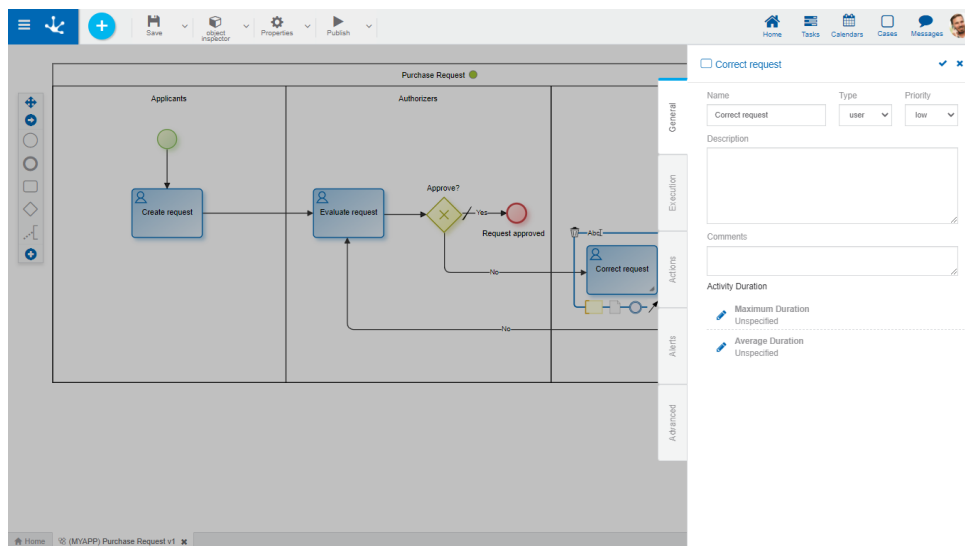 Save
object
inspector
Properties
Publish
Home
Tasks
Calendars
Cases
Messages
Purchase Request
Applicants
Authorizers
Create request
Evaluate request
Approve?
Yes
Request approved
No
Correct request
No
General
Execution
Actions
Alerts
Advanced
Correct request
Name
Type
Priority
Correct request
user
low
Description
Comments
Activity Duration
Maximum Duration
Unspecified
Average Duration
Unspecified
Home
(MYAPP) Purchase Request v1